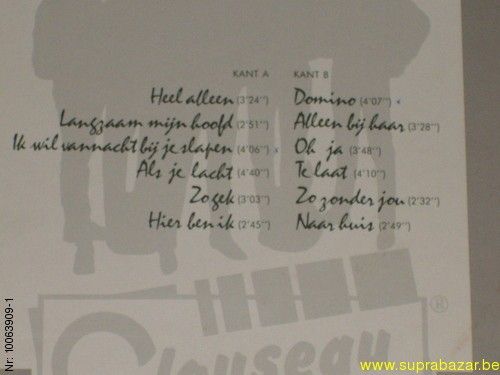 KANT A KANT B
Heel alleen (3'24'') Domino (4'07'')
Langzaam mijn hoofd (2'51'') Alleen bij haar (3'28'')
Ik wil vannacht bij je slapen (4'06'') Oh ja (3'48'')
Als je lacht (4'40'') Te laat (4'10'')
Zo gek (3'03'') Zo zonder jou (2'32'')
Hier ben ik (2'45'') Naar huis (2'49'')
Clouseau ®
Nr: 10063909-1
www.suprabazar.be